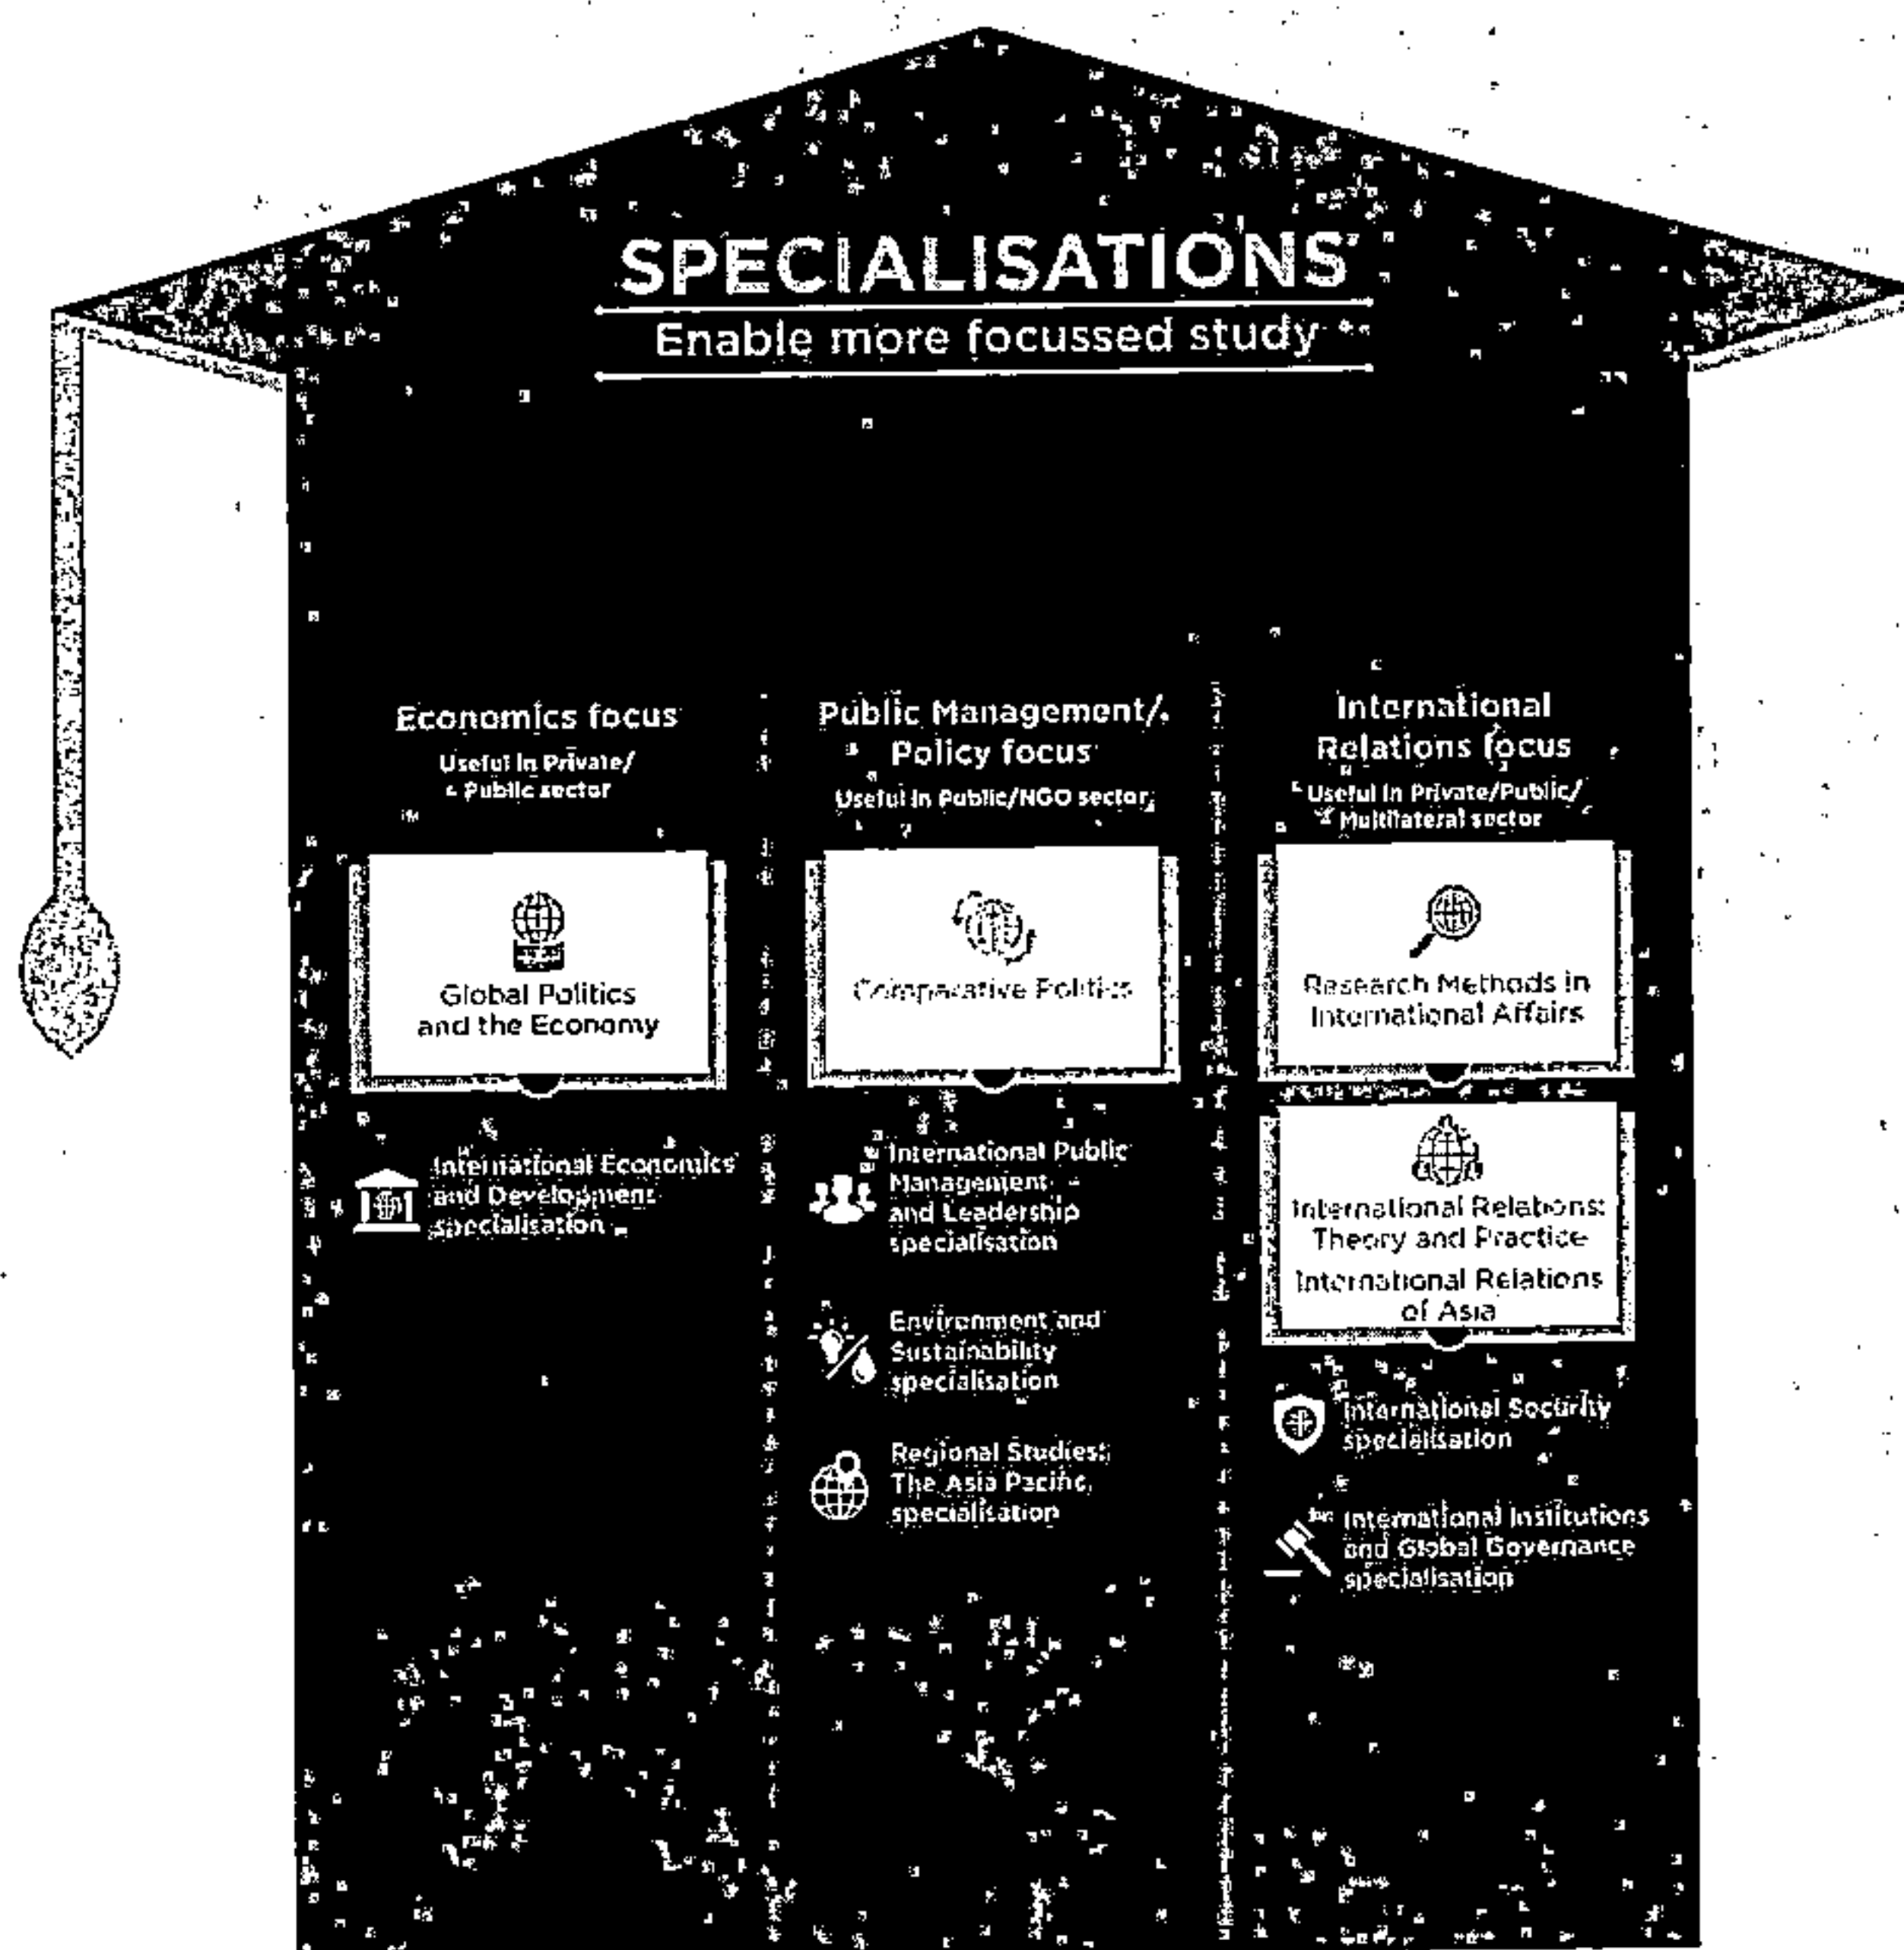 SPECIALISATIONS
Enable more focussed study
Economics focus
Useful in Private/
Public sector
Global Politics
and the Economy
International Economics
and Development
specialisation
Public Management/
Policy focus
Useful in Public/NGO sector
Comparative Politics
International Public
Management
and Leadership
specialisation
Environment and
Sustainability
specialisation
Regional Studies:
The Asia Pacific
specialisation
International
Relations focus
Useful in Private/Public/
Multilateral sector
Research Methods in
International Affairs
International Relations:
Theory and Practice
International Relations
of Asia
International Security
specialisation
International Institutions
and Global Governance
specialisation